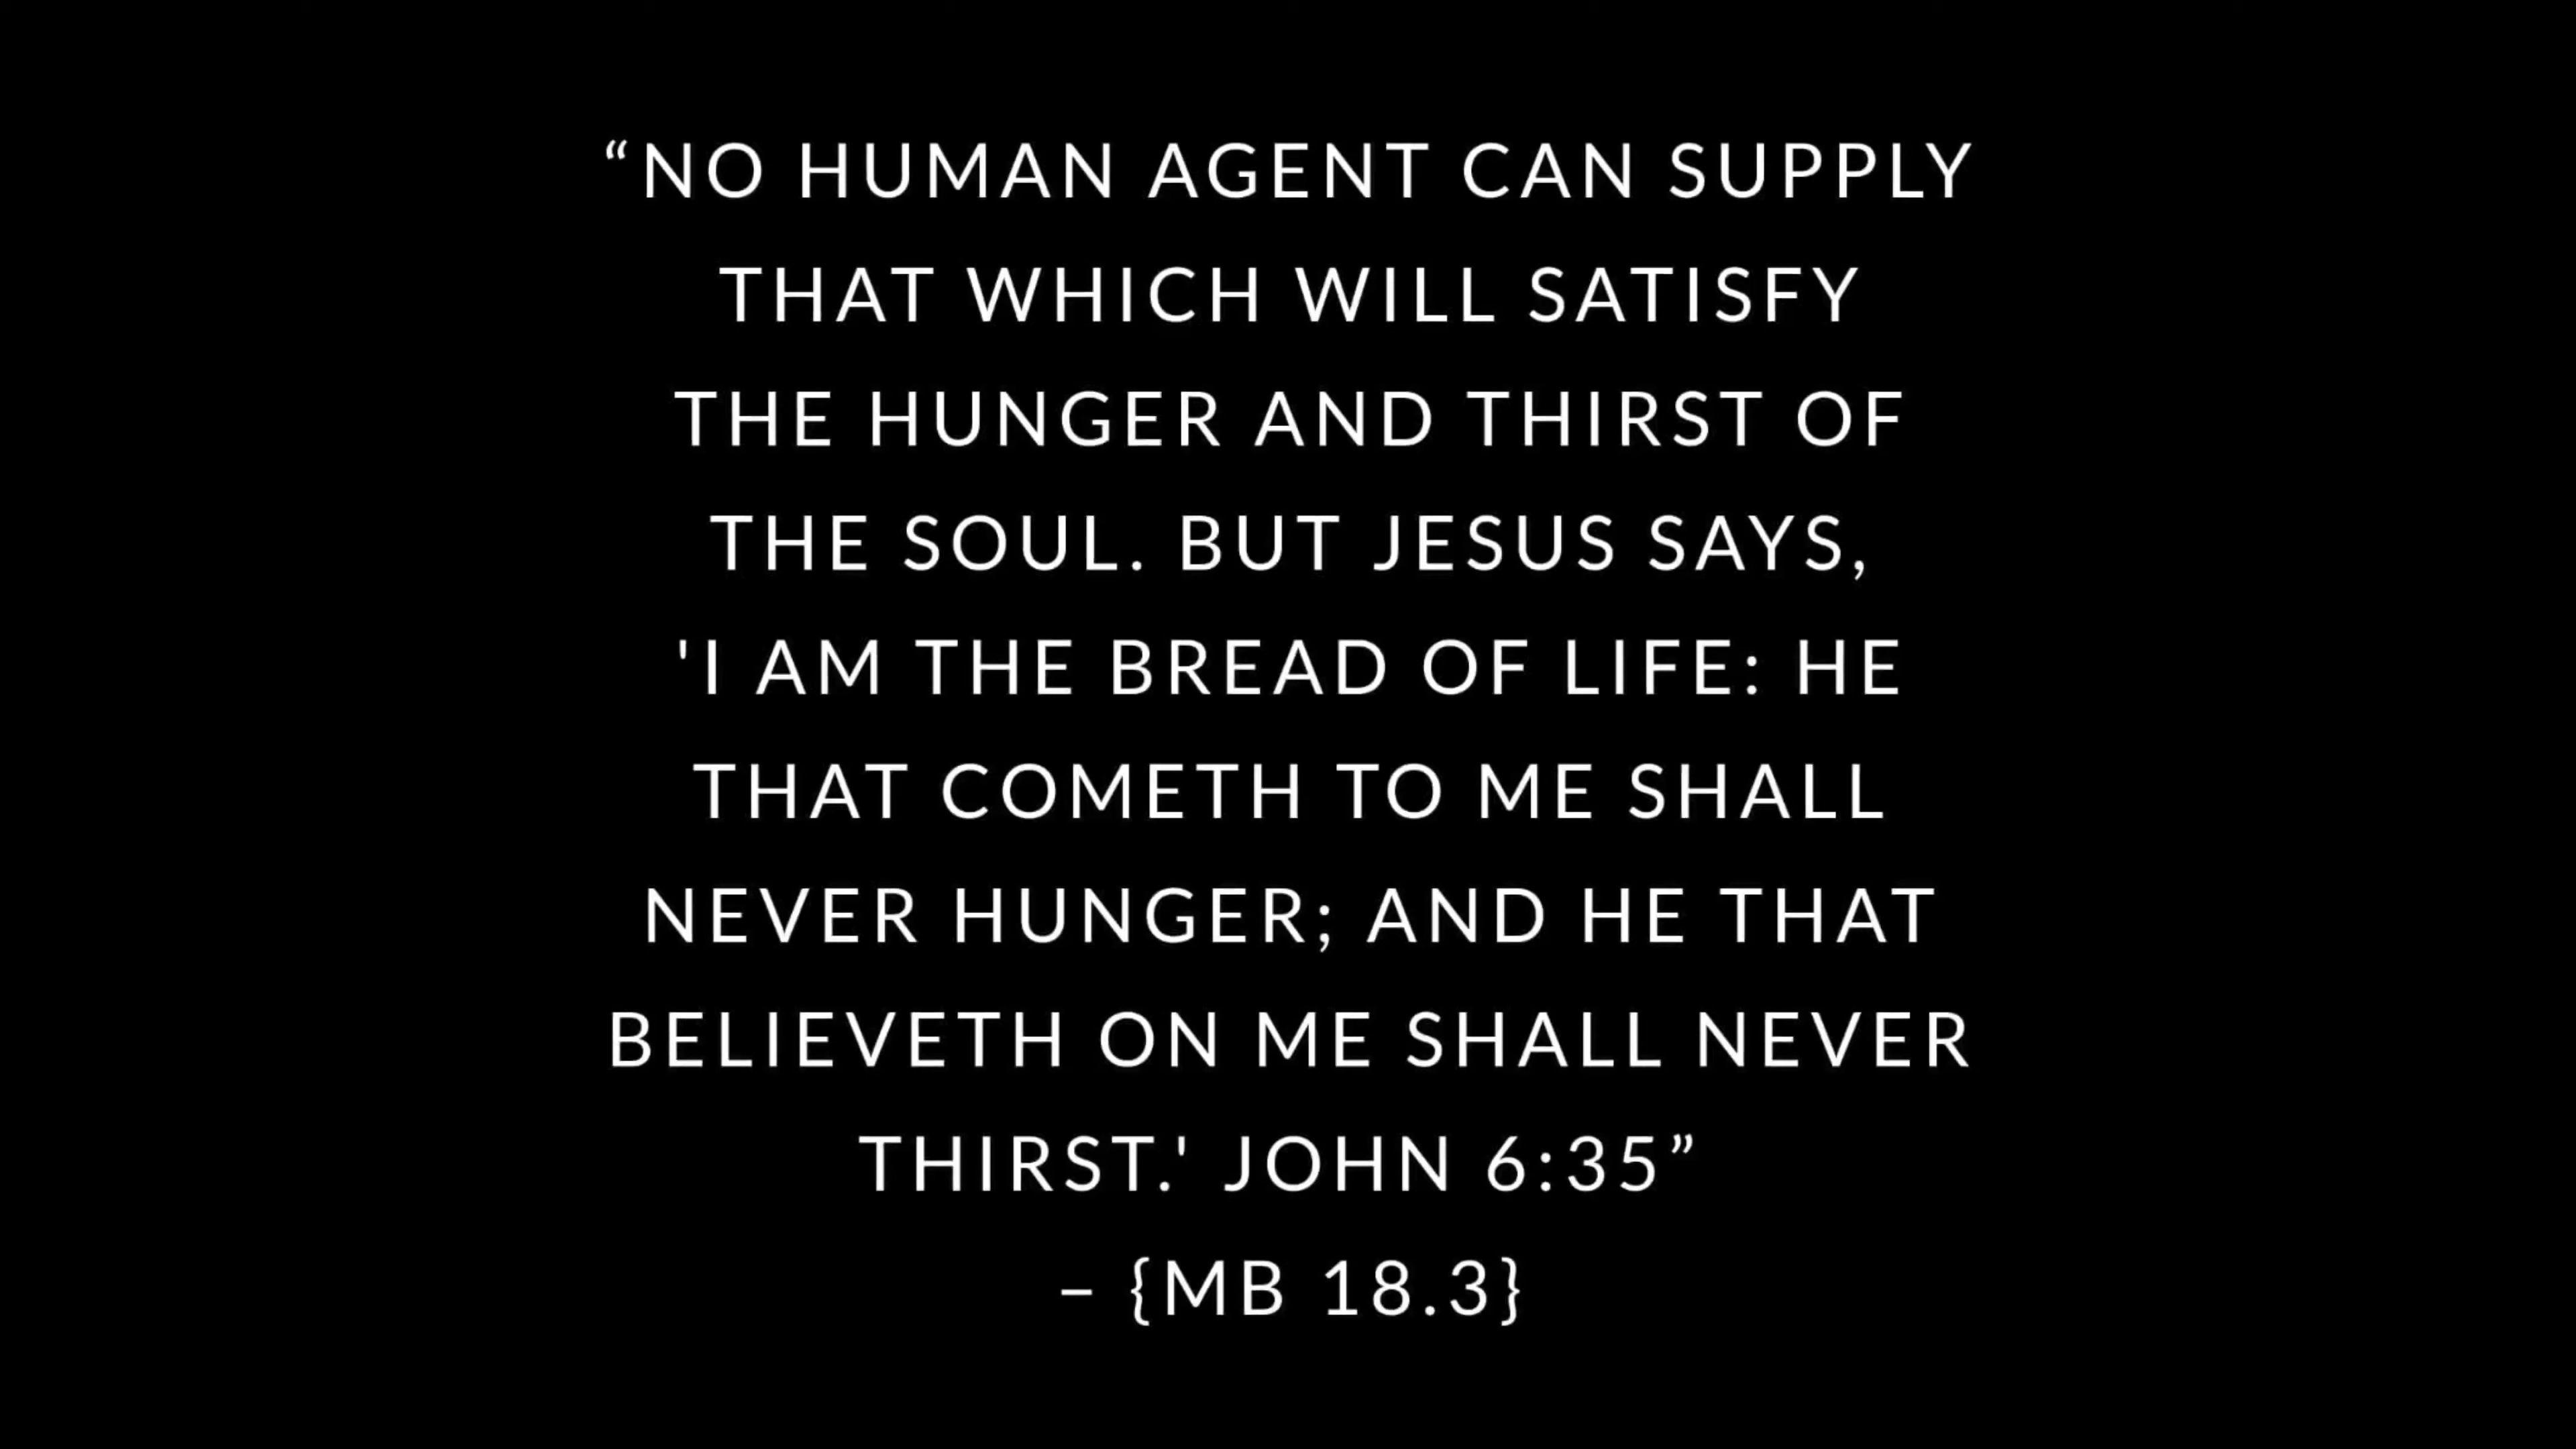 “NO HUMAN AGENT CAN SUPPLY
THAT WHICH WILL SATISFY
THE HUNGER AND THIRST OF
THE SOUL. BUT JESUS SAYS,
'I AM THE BREAD OF LIFE: HE
THAT COMETH TO ME SHALL
NEVER HUNGER; AND HE THAT
BELIEVETH ON ME SHALL NEVER
THIRST.' JOHN 6:35”
– {MB 18.3}